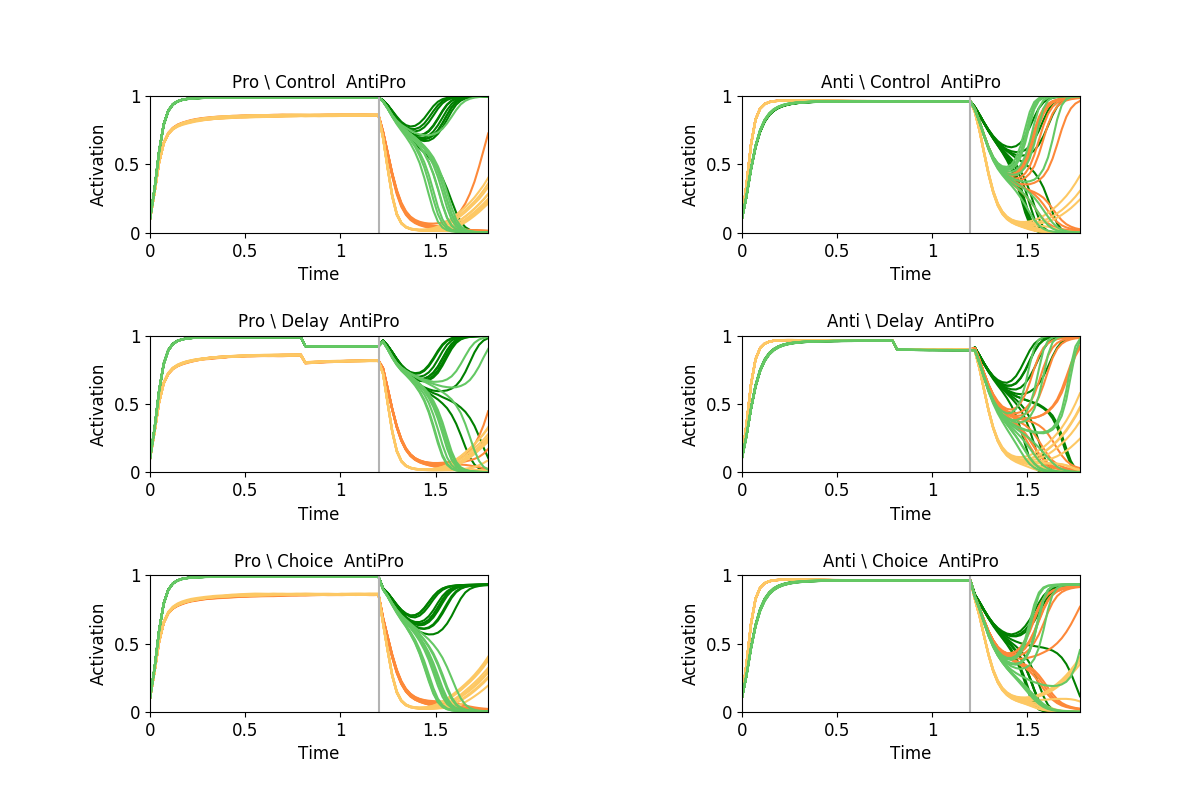 Pro \ Control  AntiPro
1
0.5
0
Activation
0 0.5 1 1.5
Time
Anti \ Control  AntiPro
1
0.5
0
Activation
0 0.5 1 1.5
Time
Pro \ Delay  AntiPro
1
0.5
0
Activation
0 0.5 1 1.5
Time
Anti \ Delay  AntiPro
1
0.5
0
Activation
0 0.5 1 1.5
Time
Pro \ Choice  AntiPro
1
0.5
0
Activation
0 0.5 1 1.5
Time
Anti \ Choice  AntiPro
1
0.5
0
Activation
0 0.5 1 1.5
Time